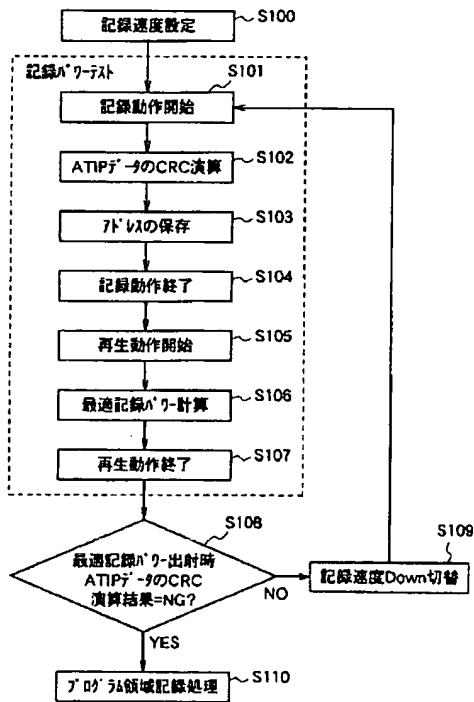 記録速度設定
S100
記録ﾊﾟﾜｰﾃｽﾄ
S101
記録動作開始
S102
ATIPﾃﾞｰﾀのCRC演算
S103
ｱﾄﾞﾚｽの保存
S104
記録動作終了
S105
再生動作開始
S106
最適記録ﾊﾟﾜｰ計算
S107
再生動作終了
S108
最適記録ﾊﾟﾜｰ出射時
ATIPﾃﾞｰﾀのCRC
演算結果=NG?
NO
S109
記録速度Down切替
YES
S110
ﾌﾟﾛｸﾞﾗﾑ領域記録処理